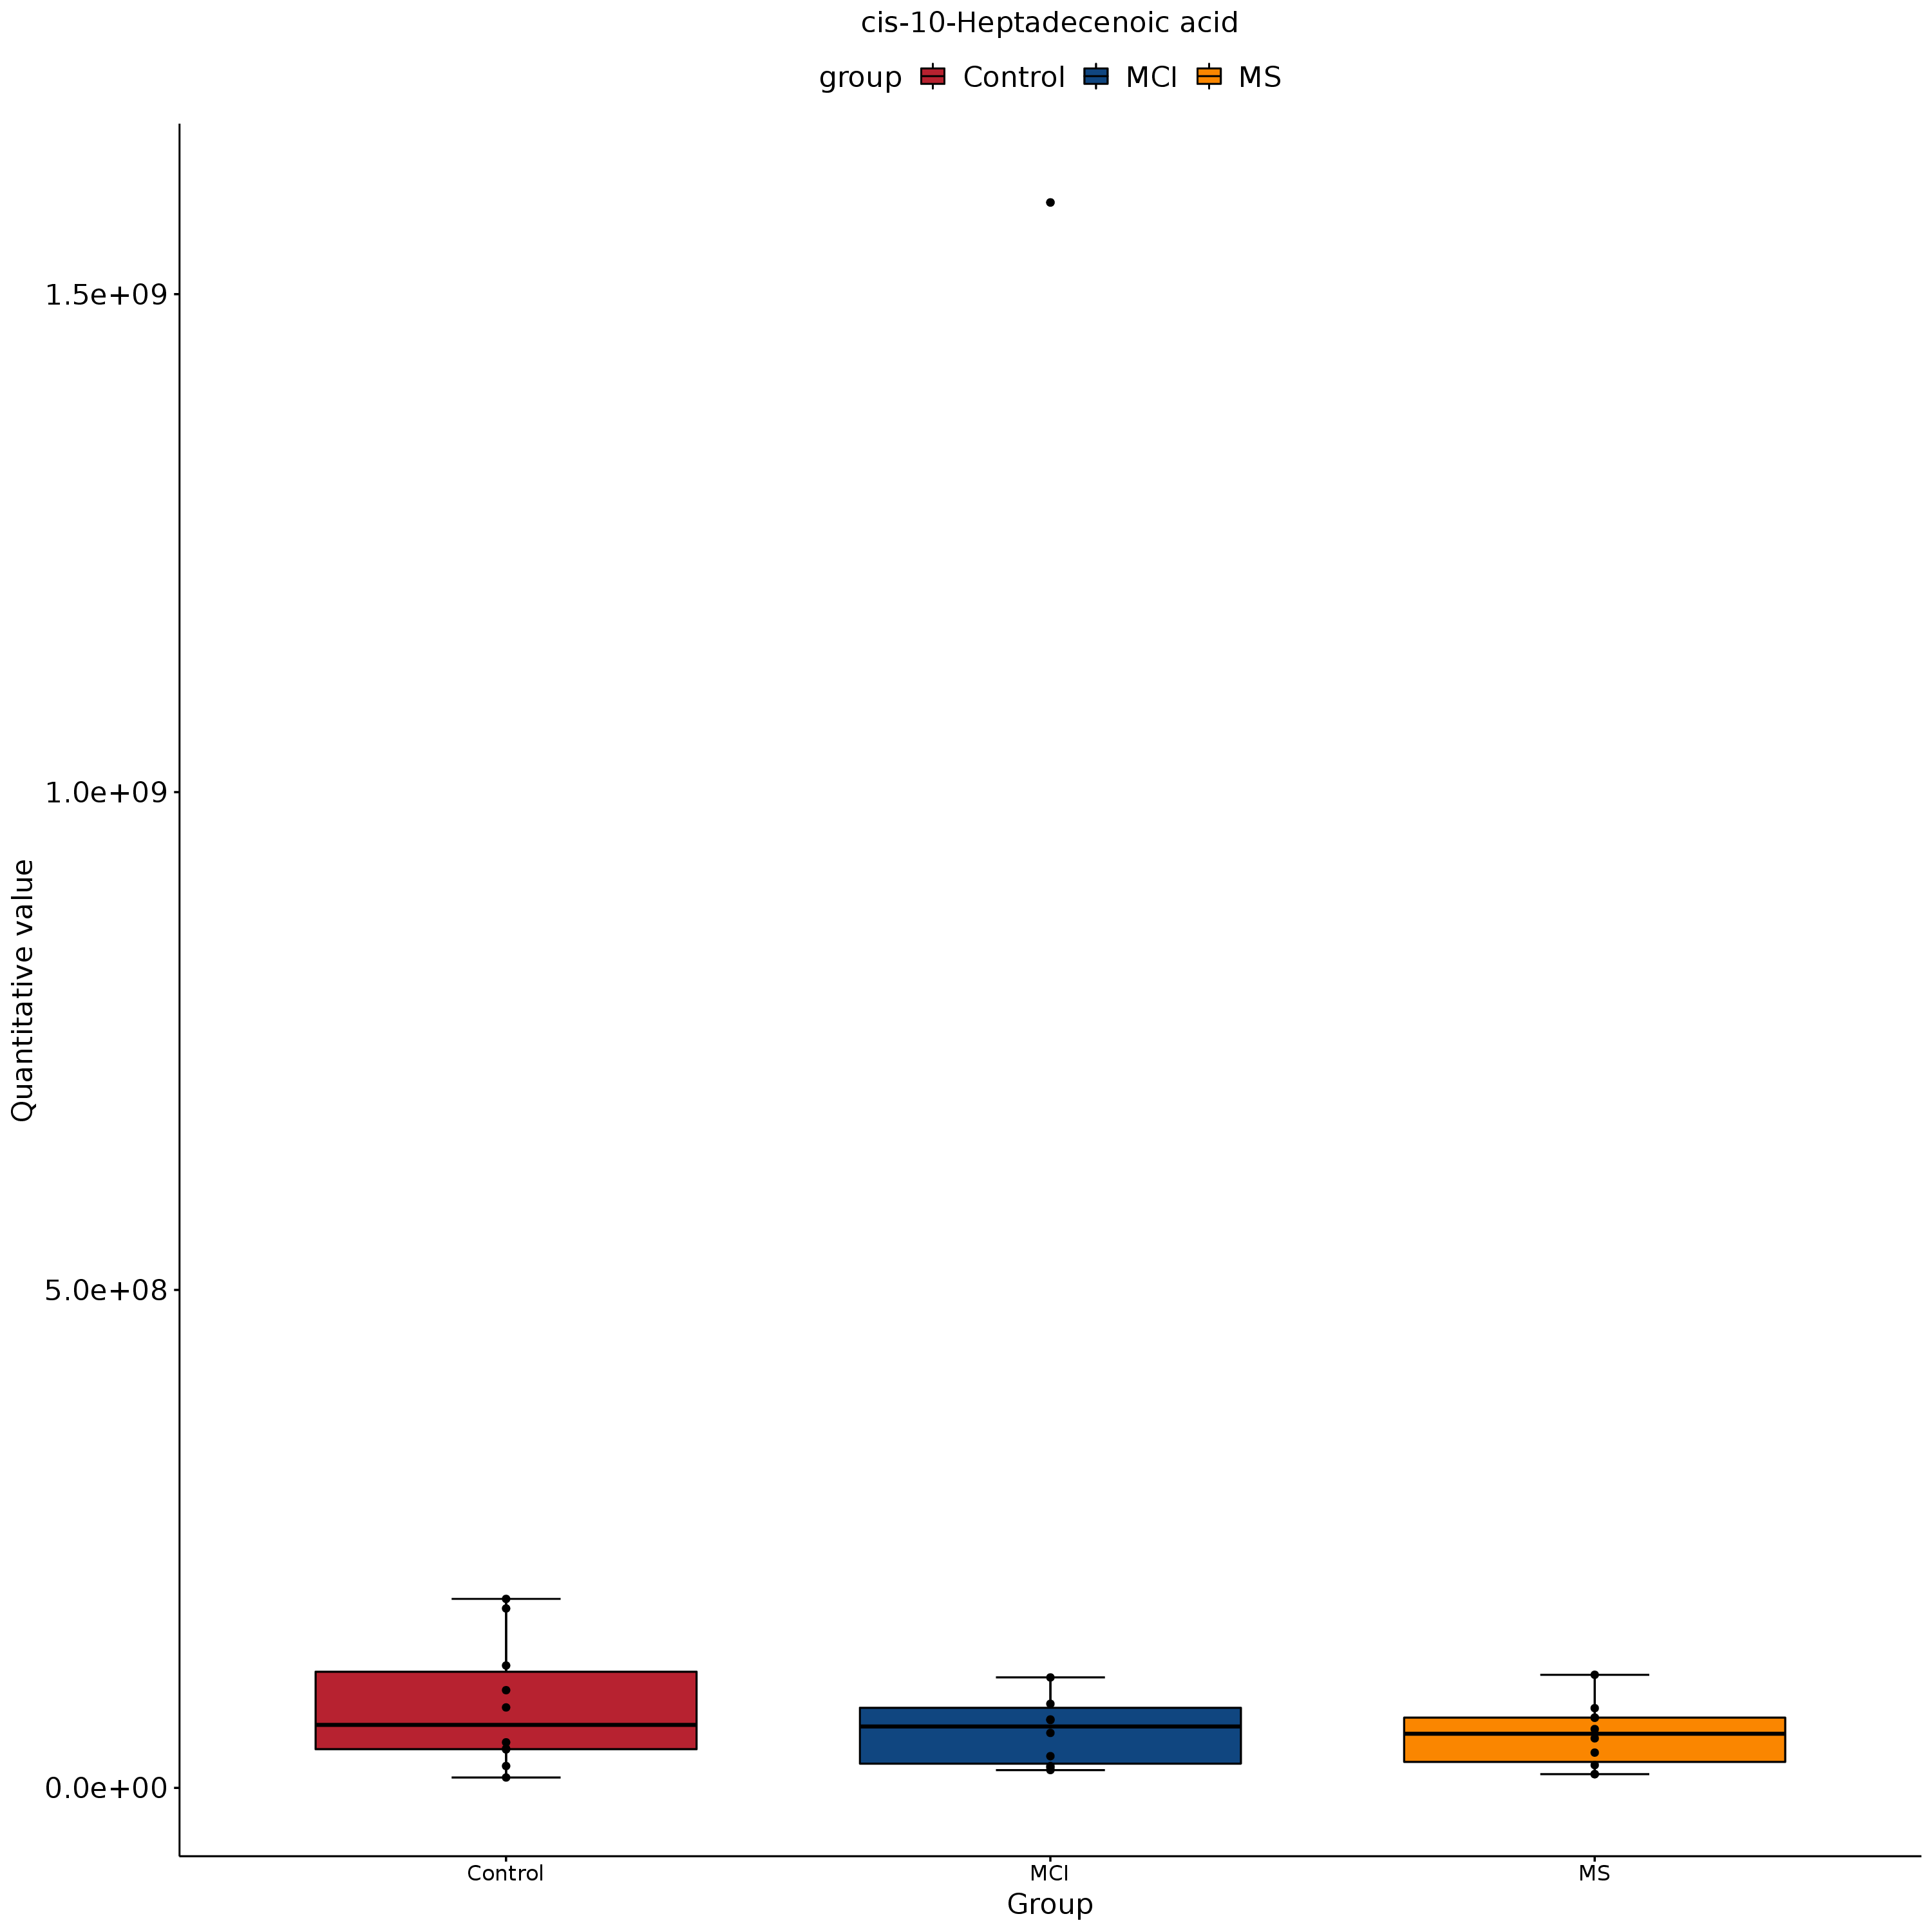 cis-10-Heptadecenoic acid
group Control MCI MS
1.5e+09
1.0e+09
5.0e+08
0.0e+00
Quantitative value
Control MCI MS
Group